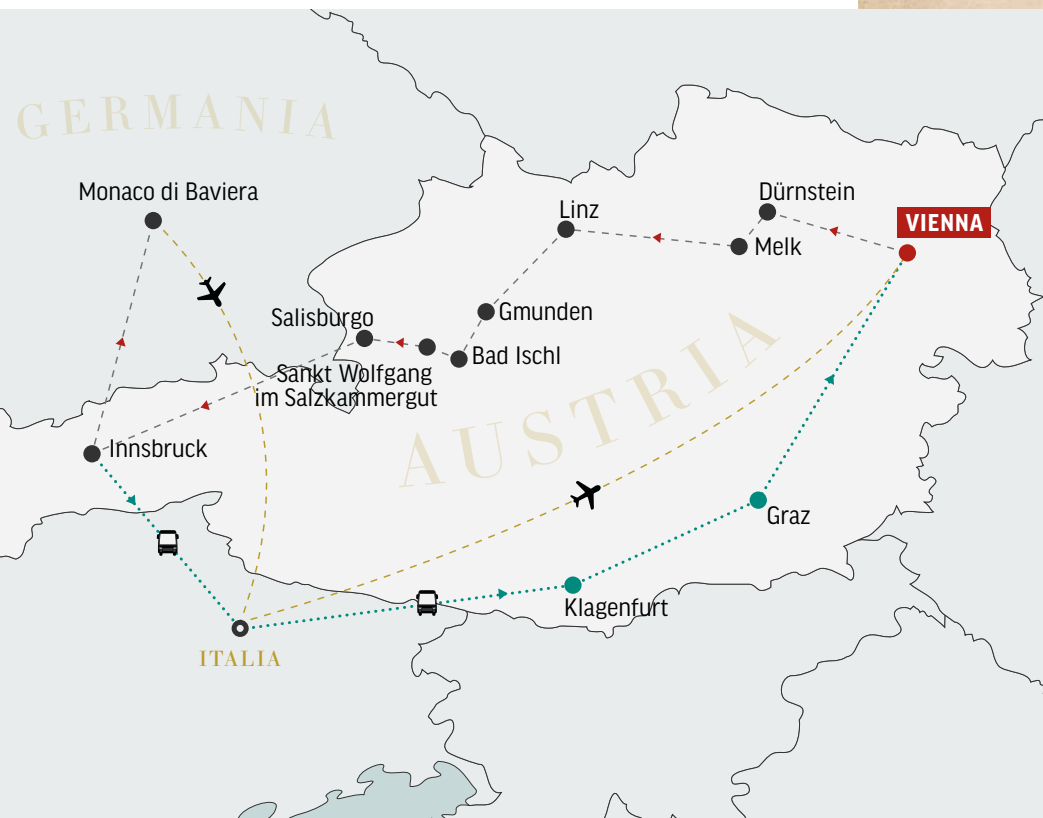 GERMANIA
Monaco di Baviera
Dürnstein
Linz
VIENNA
Melk
Salisburgo
Gmunden
Bad Ischl
Sankt Wolfgang
im Salzkammergut
AUSTRIA
Innsbruck
Graz
Klagenfurt
ITALIA